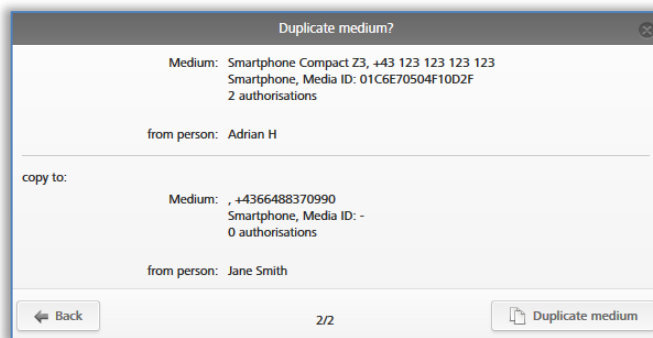 Duplicate medium?
Medium: Smartphone Compact Z3, +43 123 123 123 123
Smartphone, Media ID: 01C6E70504F10D2F
2 authorisations
from person: Adrian H
copy to:
Medium: , +4366488370990
Smartphone, Media ID: -
0 authorisations
from person: Jane Smith
Back 2/2 Duplicate medium